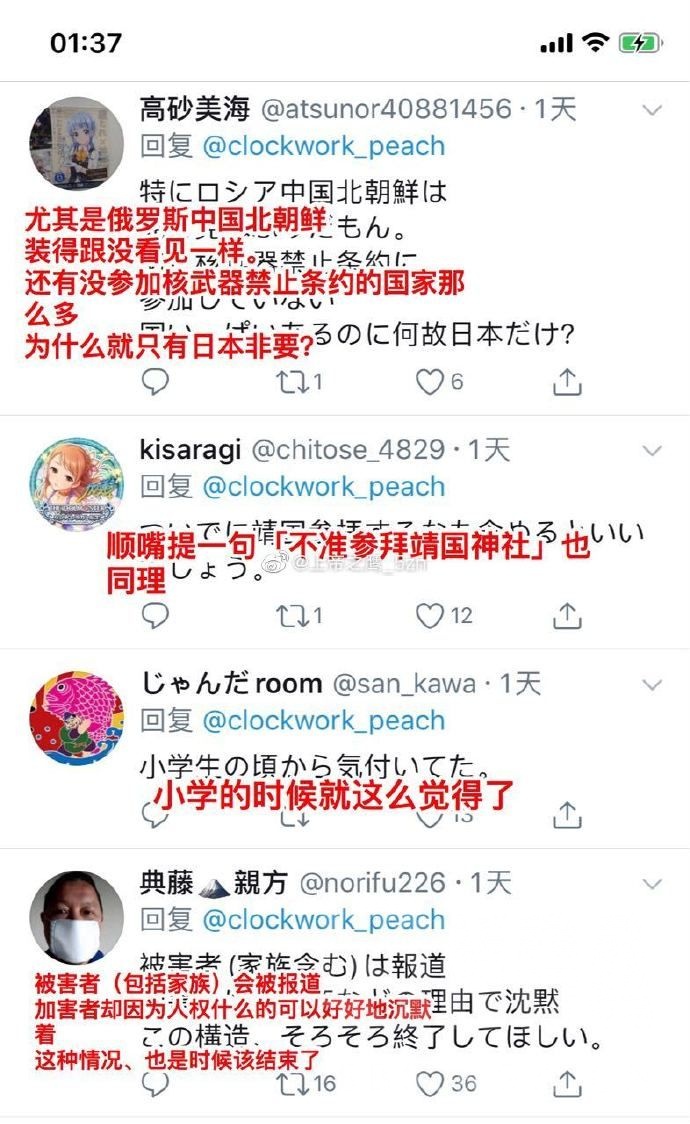 01:37
高砂美海 @atsunor40881456·1天
回复 @clockwork_peach
特にロシア中国北朝鮮は
尤其是俄罗斯中国北朝鮮
だもん。
装得跟没看见一样。
器禁止条約に
还有没参加核武器禁止条约的国家那
参加していない
么多
あるのに何故日本だけ?
为什么就只有日本非要?
1 6
kisaragi @chitose_4829·1天
回复 @clockwork_peach
ついでに靖国参拝するなも含めるといい
顺嘴提一句「不准参拜靖国神社」也
しょう。
同理
1 12
じゃんだroom @san_kawa·1天
回复 @clockwork_peach
小学生の頃から気付いてた。
小学的时候就这么觉得了
13
典藤🗻親方 @norifu226·1天
回复 @clockwork_peach
被害者(家族含む)は報道
被害者（包括家族）会被报道
の理由で沈黙
加害者却因为人权什么的可以好好地沉默
着
この構造、そろそろ終了してほしい。
这种情况、也是时候该结束了
16 36